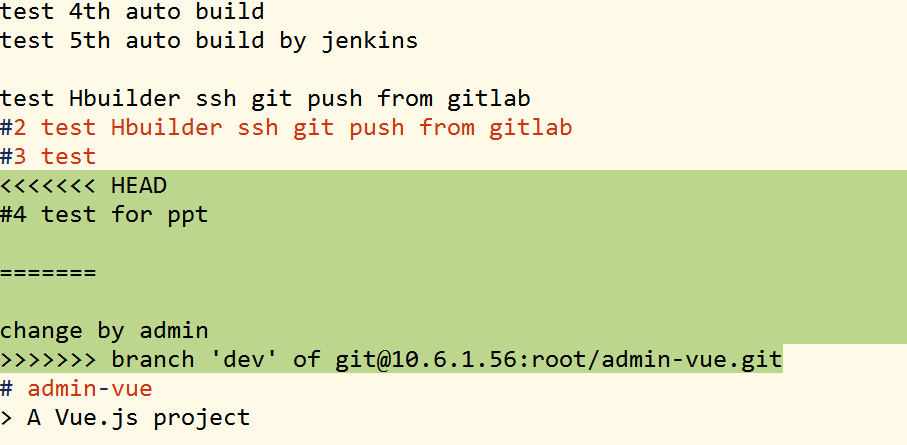 test 4th auto build
test 5th auto build by jenkins
test Hbuilder ssh git push from gitlab
#2 test Hbuilder ssh git push from gitlab
#3 test
<<<<<<< HEAD
#4 test for ppt
=======
change by admin
>>>>>>> branch 'dev' of git@10.6.1.56:root/admin-vue.git
# admin-vue
> A Vue.js project